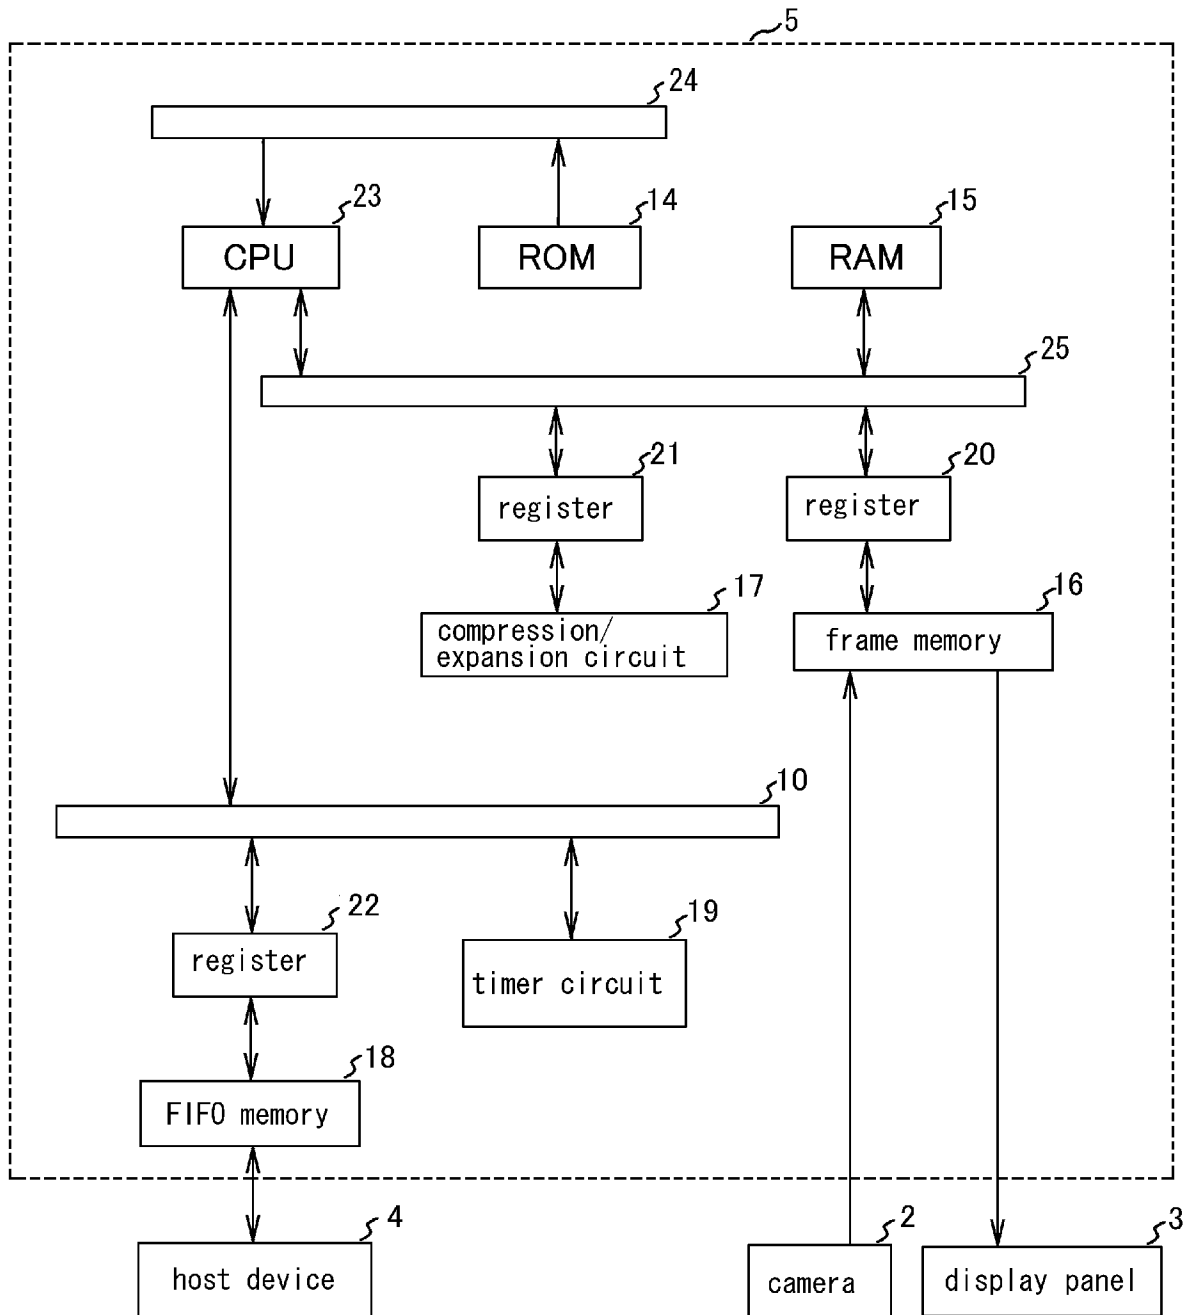 5
24
23
14
15
CPU
ROM
RAM
25
21
20
register
register
17
16
compression/
expansion circuit
frame memory
10
22
19
register
timer circuit
18
FIFO memory
4
2
3
host device
camera
display panel